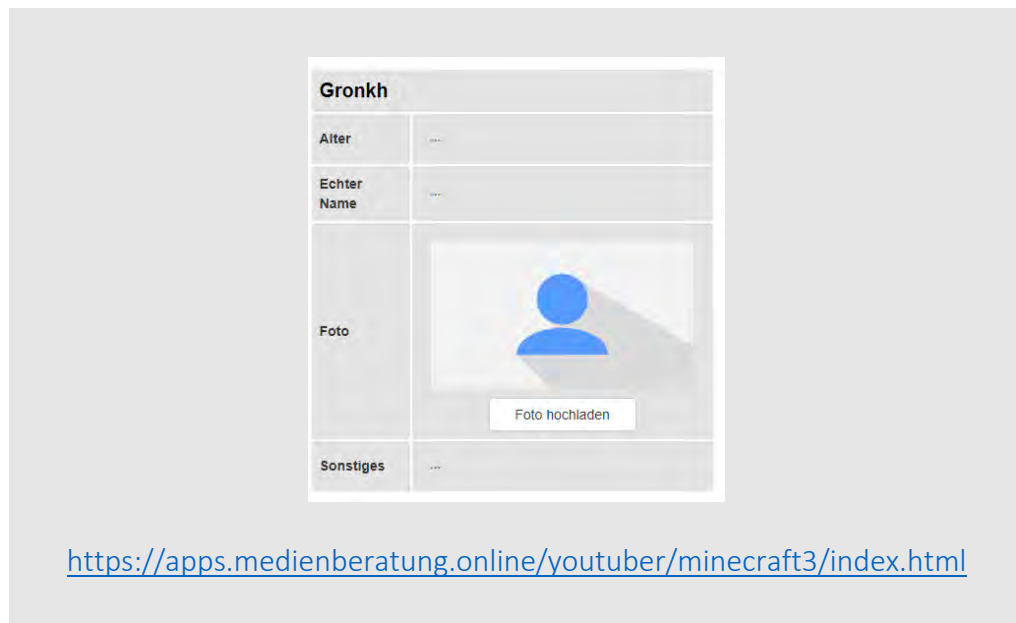 Gronkh
Alter
...
Echter
Name
...
Foto
Foto hochladen
Sonstiges
...
https://apps.medienberatung.online/youtuber/minecraft3/index.html